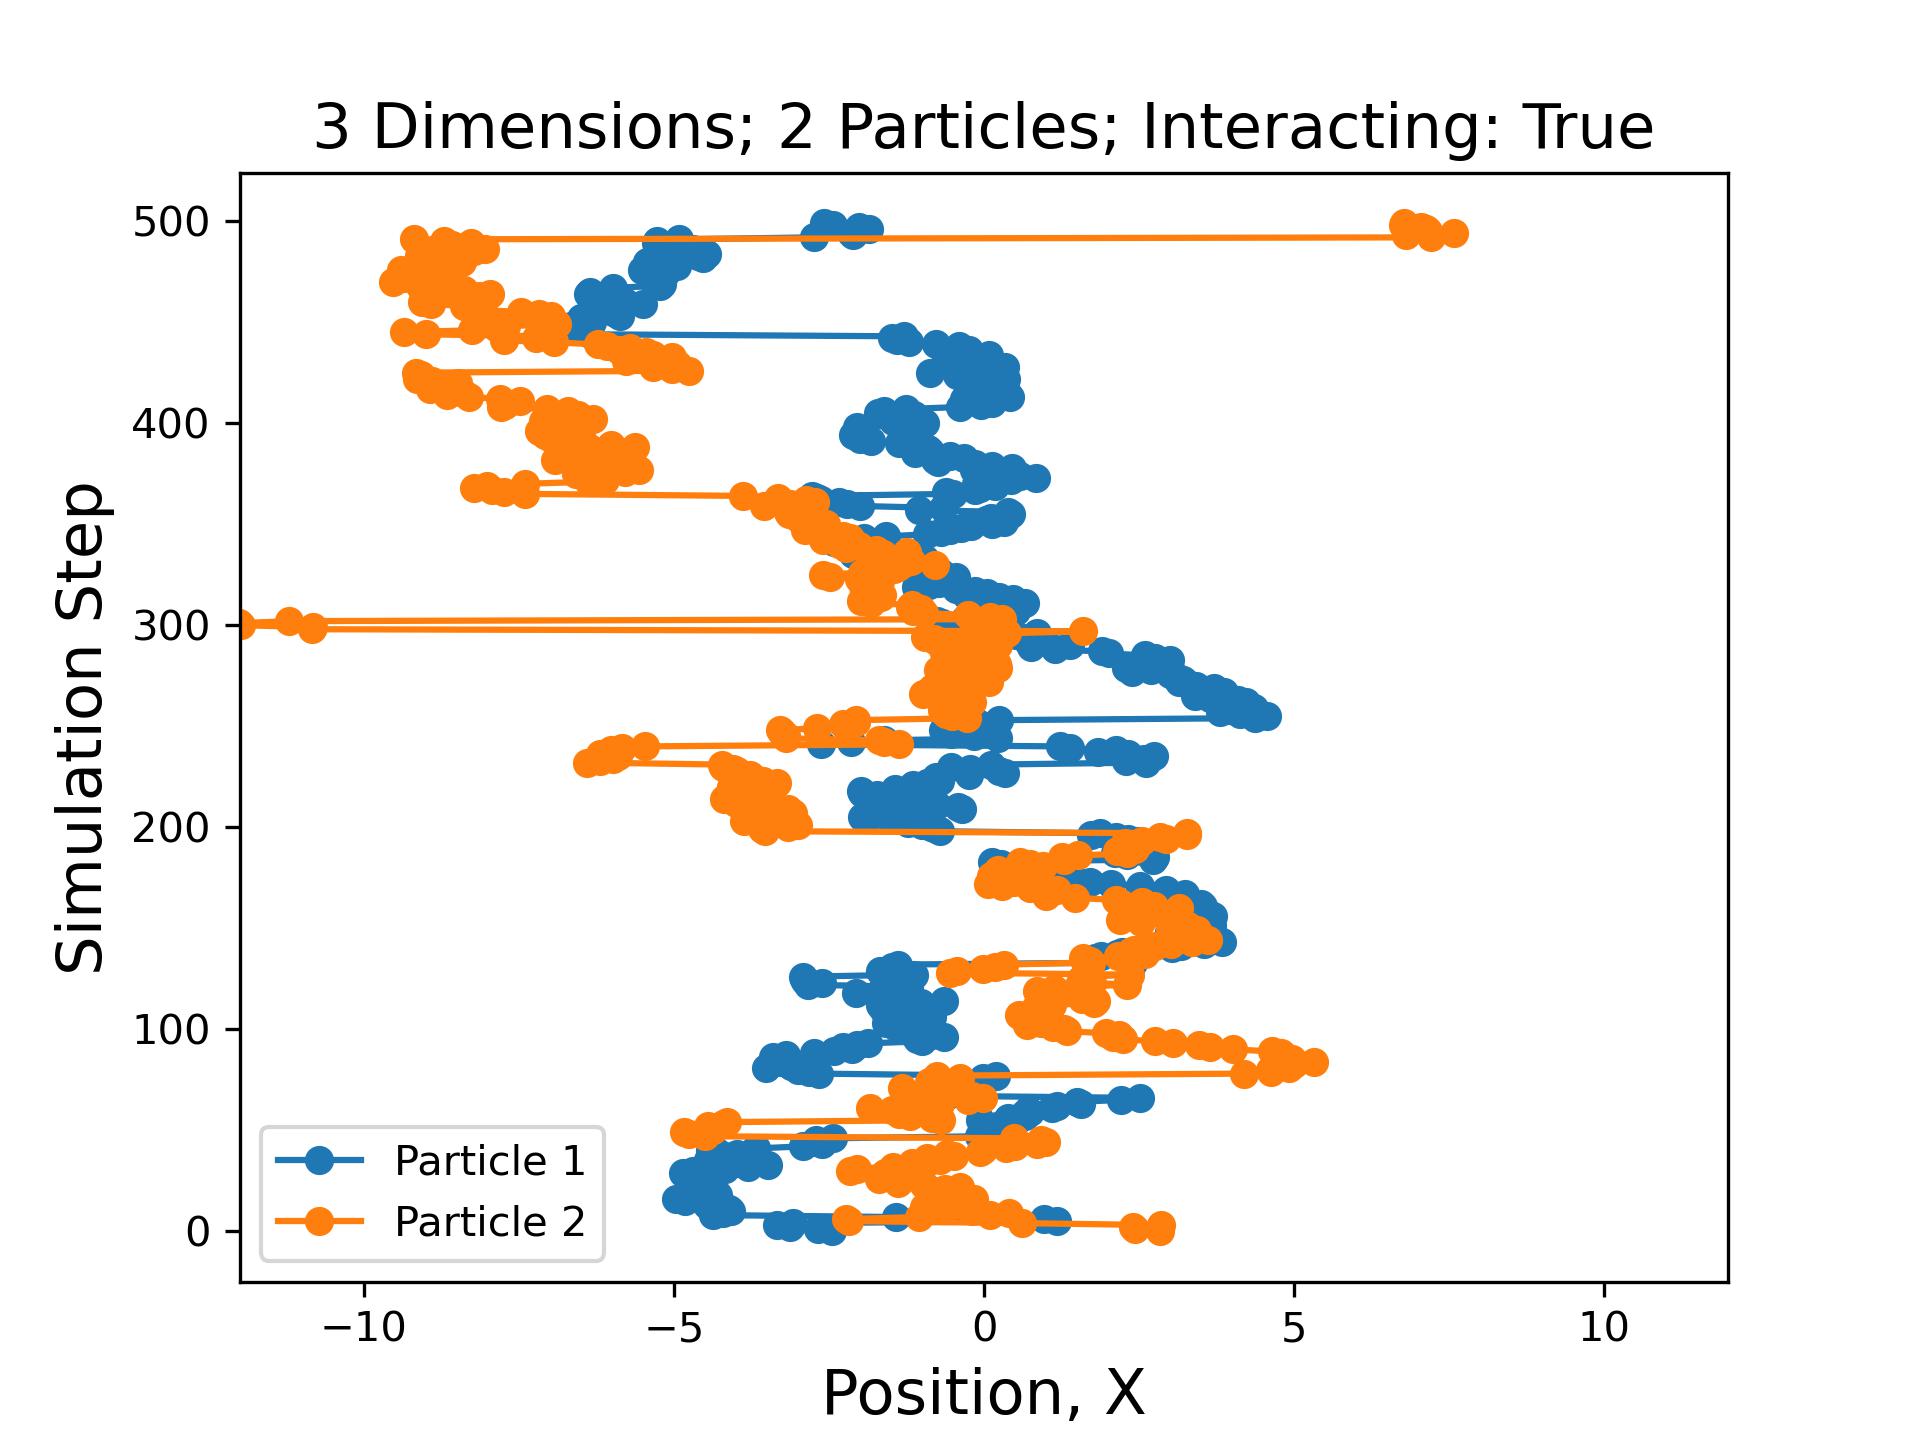 3 Dimensions; 2 Particles; Interacting: True
Simulation Step
500
400
300
200
100
0
Particle 1
Particle 2
−10 −5 0 5 10
Position, X